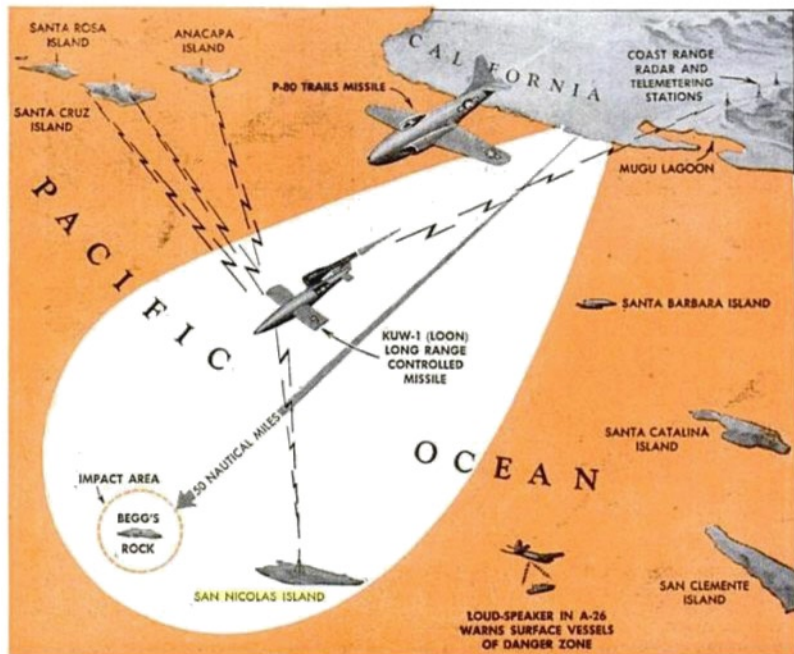 SANTA ROSA
ISLAND
ANACAPA
ISLAND
CALIFORNIA
COAST RANGE
RADAR AND
TELEMETERING
STATIONS
P-80 TRAILS MISSILE
SANTA CRUZ
ISLAND
MUGU LAGOON
PACIFIC
SANTA BARBARA ISLAND
KUW-1 (LOON)
LONG RANGE
CONTROLLED
MISSILE
50 NAUTICAL MILES
SANTA CATALINA
ISLAND
OCEAN
IMPACT AREA
BEGG'S
ROCK
SAN NICOLAS ISLAND
SAN CLEMENTE
ISLAND
LOUD-SPEAKER IN A-26
WARNS SURFACE VESSELS
OF DANGER ZONE